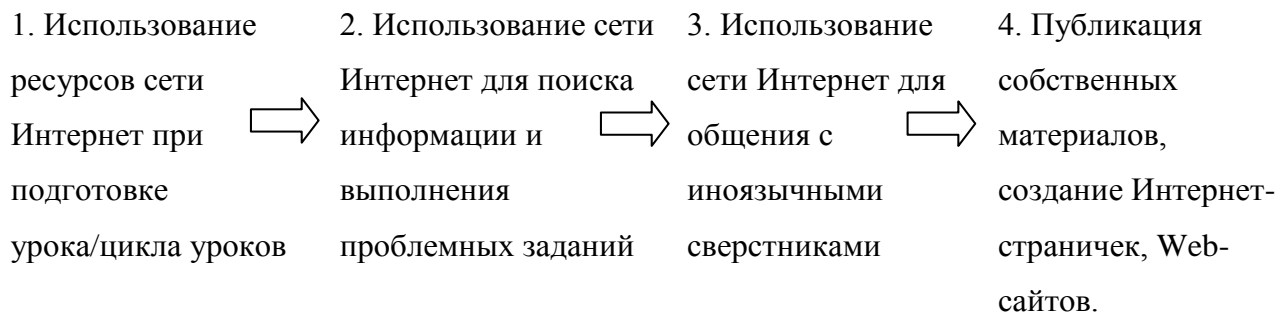 1. Использование
ресурсов сети
Интернет при
подготовке
урока/цикла уроков
2. Использование сети
Интернет для поиска
информации и
выполнения
проблемных заданий
3. Использование
сети Интернет для
общения с
иноязычными
сверстниками
4. Публикация
собственных
материалов,
создание Интернет-
страничек, Web-
сайтов.